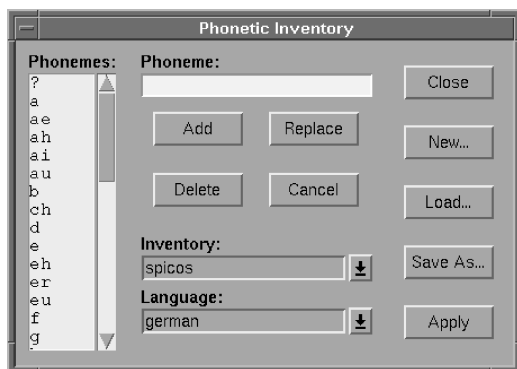 Phonetic Inventory
Phonemes:
?
a
ae
ah
ai
au
b
ch
d
e
eh
er
eu
f
g
Phoneme:
Add
Replace
Delete
Cancel
Inventory:
spicos
Language:
german
Close
New...
Load...
Save As...
Apply